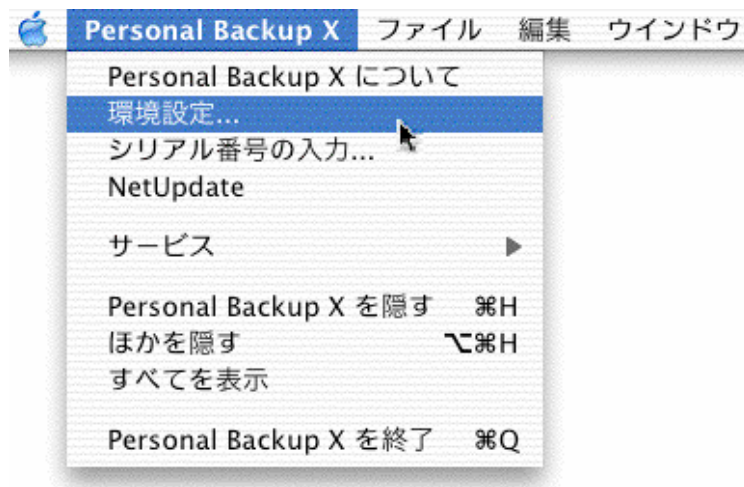 Personal Backup X ファイル 編集 ウインドウ
Personal Backup X について
環境設定...
シリアル番号の入力...
NetUpdate
サービス ▶
Personal Backup X を隠す ⌘H
ほかを隠す ⌥⌘H
すべてを表示
Personal Backup X を終了 ⌘Q